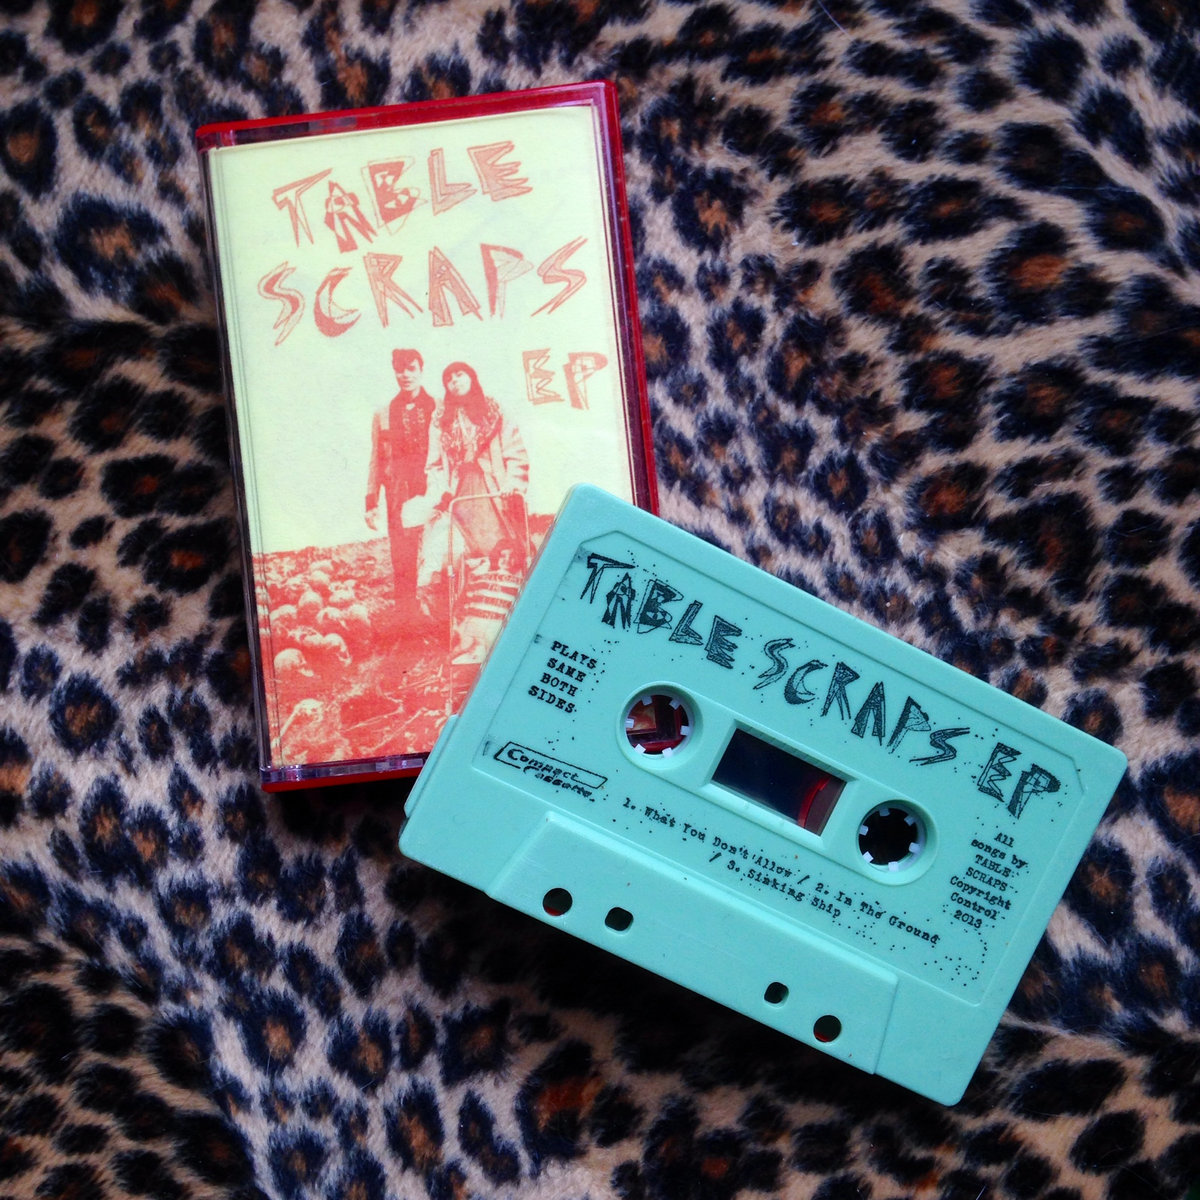 TABLE
SCRAPS
EP
TABLE SCRAPS EP
PLAYS
SAME
BOTH
SIDES.
Compact
Cassette
1. What You Don't Allow / 2. In The Ground
/ 3. Sinking Ship
All
songs by
TABLE
SCRAPS
Copyright
Control
2013